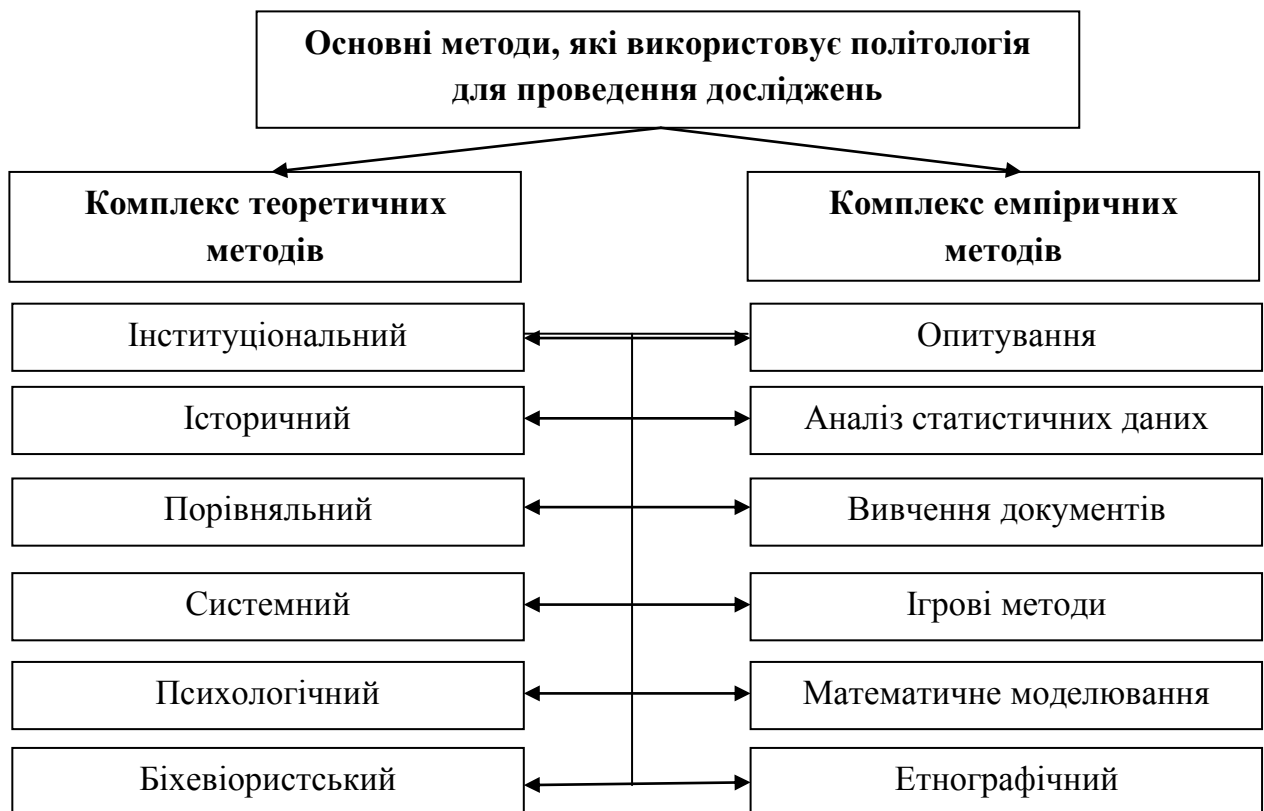 Основні методи, які використовує політологія
для проведення досліджень
Комплекс теоретичних
методів
Комплекс емпіричних
методів
Інституціональний
Опитування
Історичний
Аналіз статистичних даних
Порівняльний
Вивчення документів
Системний
Ігрові методи
Психологічний
Математичне моделювання
Біхевіористський
Етнографічний